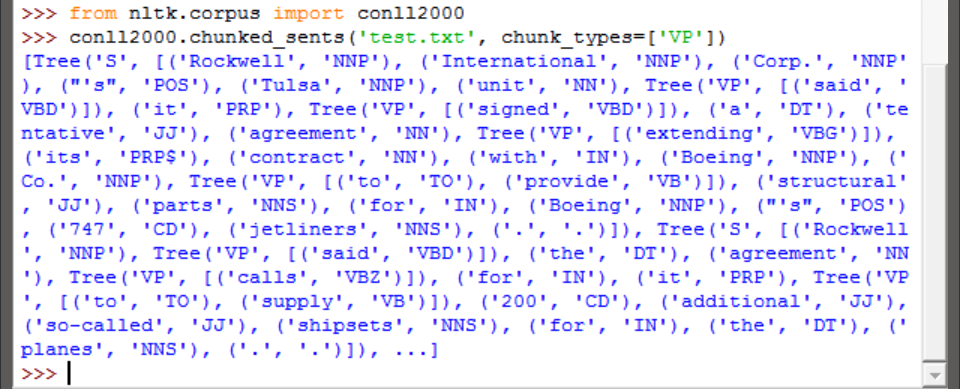 >>> from nltk.corpus import conll2000
>>> conll2000.chunked_sents('test.txt', chunk_types=['VP'])
[Tree('S', [('Rockwell', 'NNP'), ('International', 'NNP'), ('Corp.', 'NNP'
), ("'s", 'POS'), ('Tulsa', 'NNP'), ('unit', 'NN'), Tree('VP', [('said', '
VBD')]), ('it', 'PRP'), Tree('VP', [('signed', 'VBD')]), ('a', 'DT'), ('te
ntative', 'JJ'), ('agreement', 'NN'), Tree('VP', [('extending', 'VBG')]),
('its', 'PRP$'), ('contract', 'NN'), ('with', 'IN'), ('Boeing', 'NNP'), ('
Co.', 'NNP'), Tree('VP', [('to', 'TO'), ('provide', 'VB')]), ('structural'
, 'JJ'), ('parts', 'NNS'), ('for', 'IN'), ('Boeing', 'NNP'), ("'s", 'POS')
, ('747', 'CD'), ('jetliners', 'NNS'), ('.', '.')]), Tree('S', [('Rockwell
', 'NNP'), Tree('VP', [('said', 'VBD')]), ('the', 'DT'), ('agreement', 'NN
'), Tree('VP', [('calls', 'VBZ')]), ('for', 'IN'), ('it', 'PRP'), Tree('VP
', [('to', 'TO'), ('supply', 'VB')]), ('200', 'CD'), ('additional', 'JJ'),
('so-called', 'JJ'), ('shipsets', 'NNS'), ('for', 'IN'), ('the', 'DT'), ('
planes', 'NNS'), ('.', '.')]), ...]
>>>